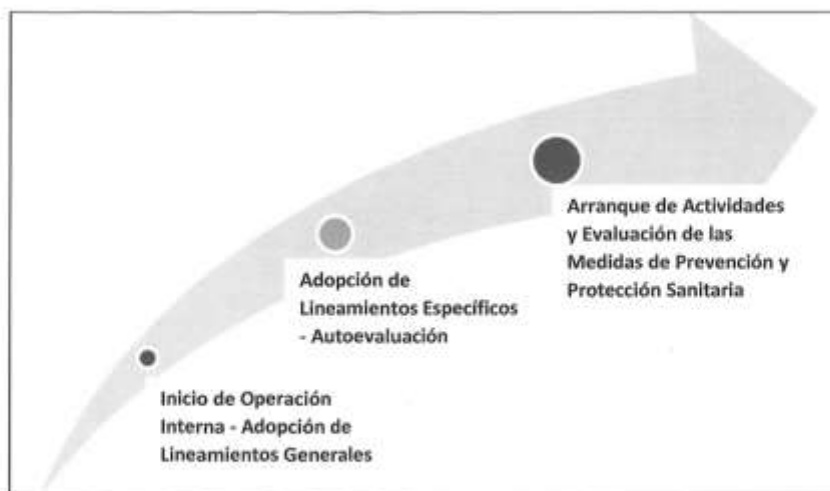 Arranque de Actividades
y Evaluación de las
Medidas de Prevención y
Protección Sanitaria
Adopción de
Lineamientos Específicos
- Autoevaluación
Inicio de Operación
Interna - Adopción de
Lineamientos Generales